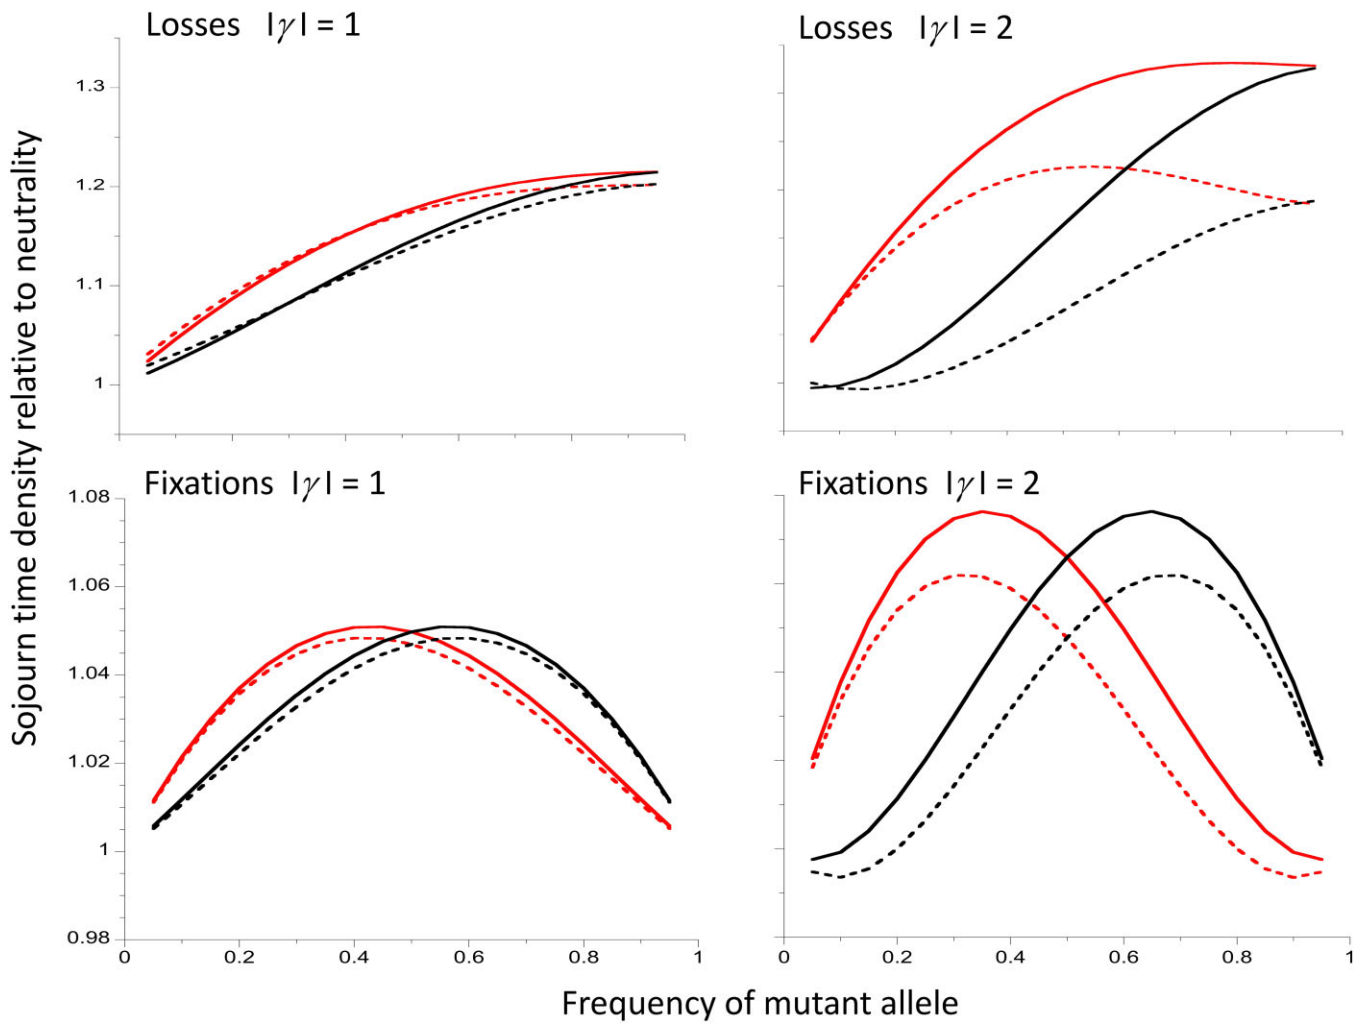 Losses |γ| = 1
Losses |γ| = 2
1.3
1.2
1.1
1
Sojourn time density relative to neutrality
Fixations |γ| = 1
Fixations |γ| = 2
1.08
1.06
1.04
1.02
1
0.98
0 0.2 0.4 0.6 0.8 1
0 0.2 0.4 0.6 0.8 1
Frequency of mutant allele